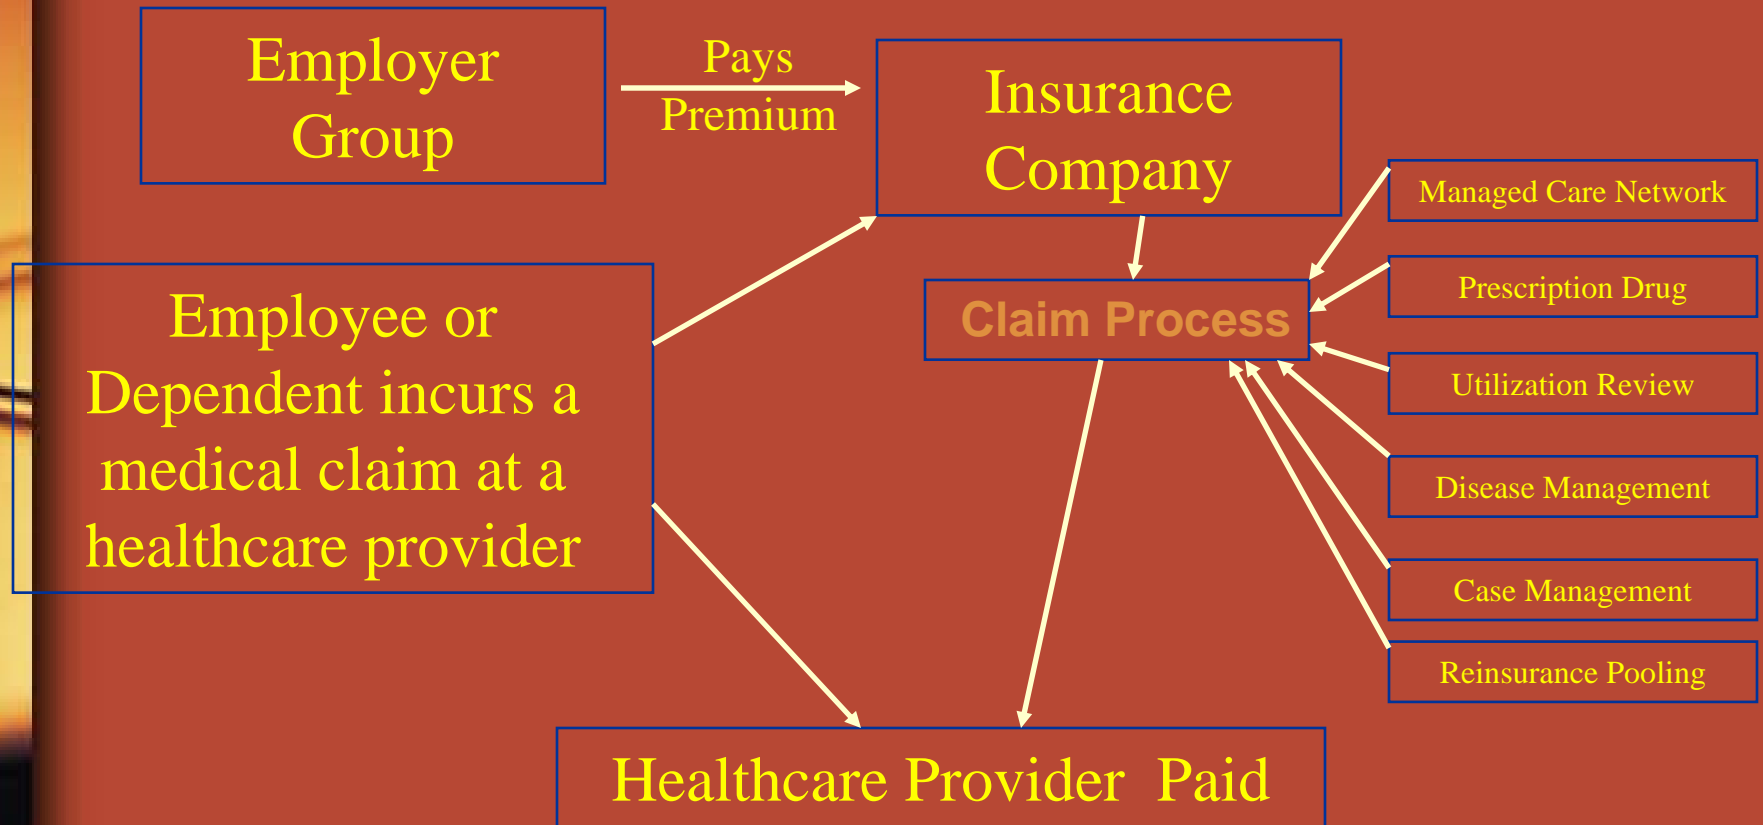 Employer
Group
Pays
Premium
Insurance
Company
Managed Care Network
Prescription Drug
Claim Process
Utilization Review
Disease Management
Case Management
Reinsurance Pooling
Employee or
Dependent incurs a
medical claim at a
healthcare provider
Healthcare Provider Paid